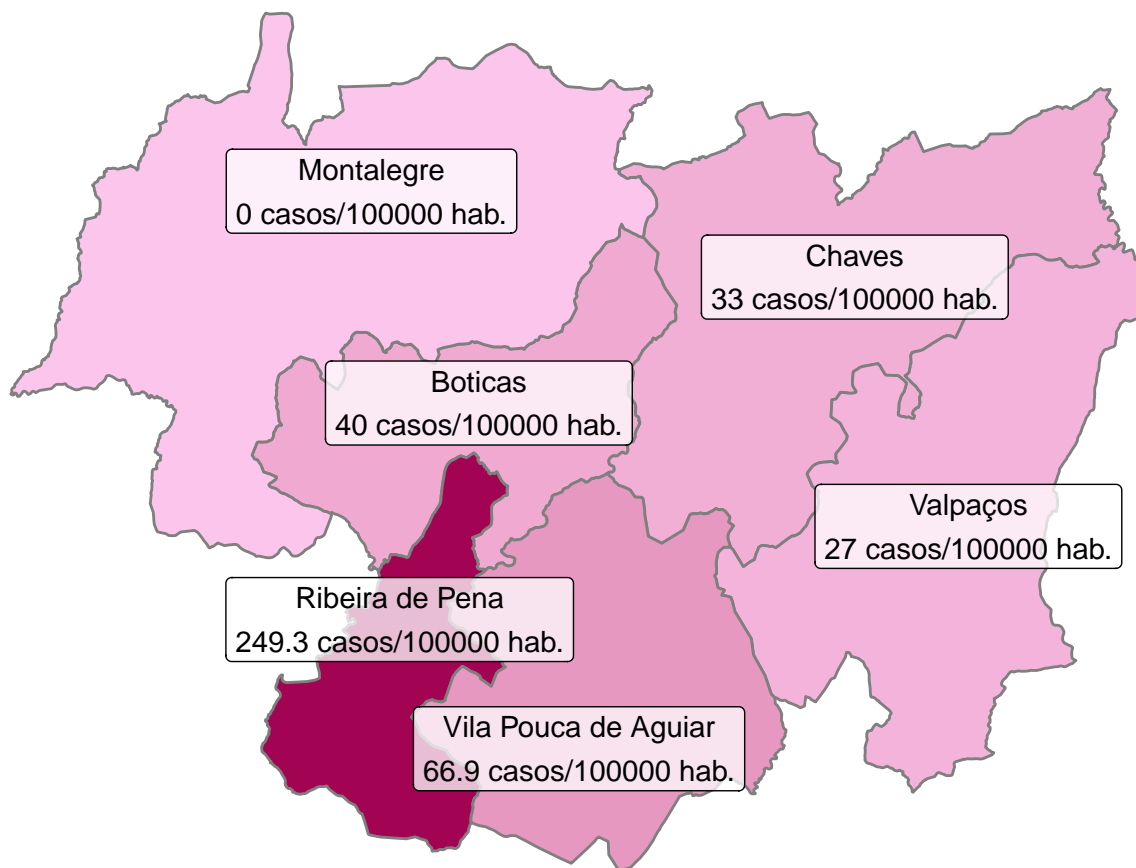 Montalegre
0 casos/100000 hab.
Chaves
33 casos/100000 hab.
Boticas
40 casos/100000 hab.
Valpaços
27 casos/100000 hab.
Ribeira de Pena
249.3 casos/100000 hab.
Vila Pouca de Aguiar
66.9 casos/100000 hab.